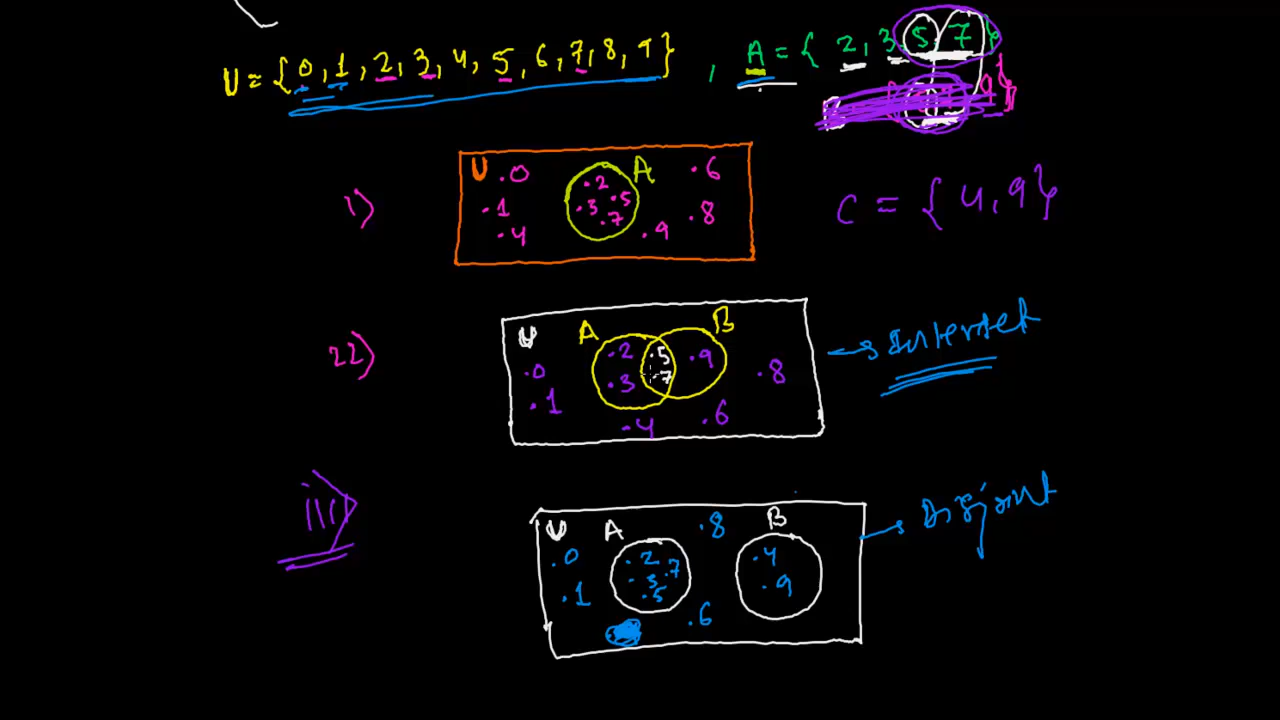 U = { 0, 1, 2, 3, 4, 5, 6, 7, 8, 9 } , A = { 2, 3, 5, 7 }
1)
U .0 A .6
.2 .5
.1 .3 .7 .8
.4 .9
C = { 4, 9 }
22)
U A B
.2 .5 .9
.0 .3 .7 .8
.1 .4 .6
→ Interset
iii)
U A .8 B
.0 .2 .7 .4
.1 .3 .5 .9
.6
→ Disjoint